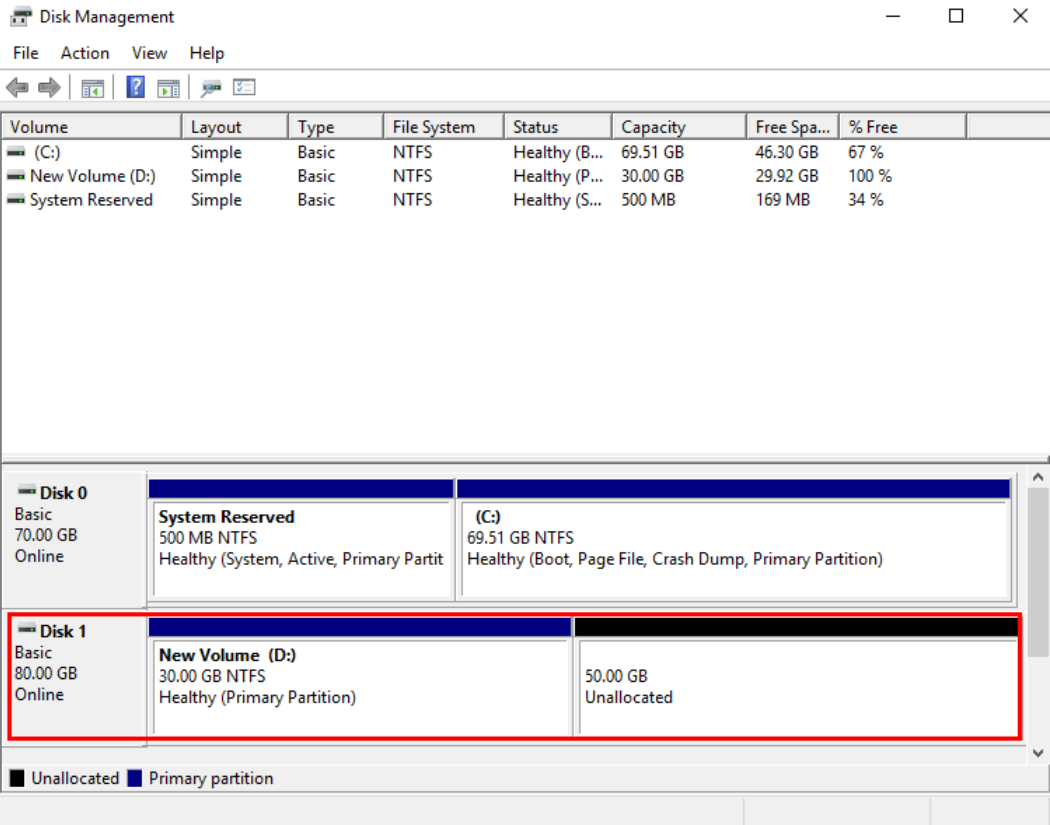 Disk Management
File Action View Help
Volume Layout Type File System Status Capacity Free Spa... % Free
(C:) Simple Basic NTFS Healthy (B... 69.51 GB 46.30 GB 67 %
New Volume (D:) Simple Basic NTFS Healthy (P... 30.00 GB 29.92 GB 100 %
System Reserved Simple Basic NTFS Healthy (S... 500 MB 169 MB 34 %
Disk 0
Basic
70.00 GB
Online
System Reserved
500 MB NTFS
Healthy (System, Active, Primary Partit
(C:)
69.51 GB NTFS
Healthy (Boot, Page File, Crash Dump, Primary Partition)
Disk 1
Basic
80.00 GB
Online
New Volume (D:)
30.00 GB NTFS
Healthy (Primary Partition)
50.00 GB
Unallocated
Unallocated Primary partition